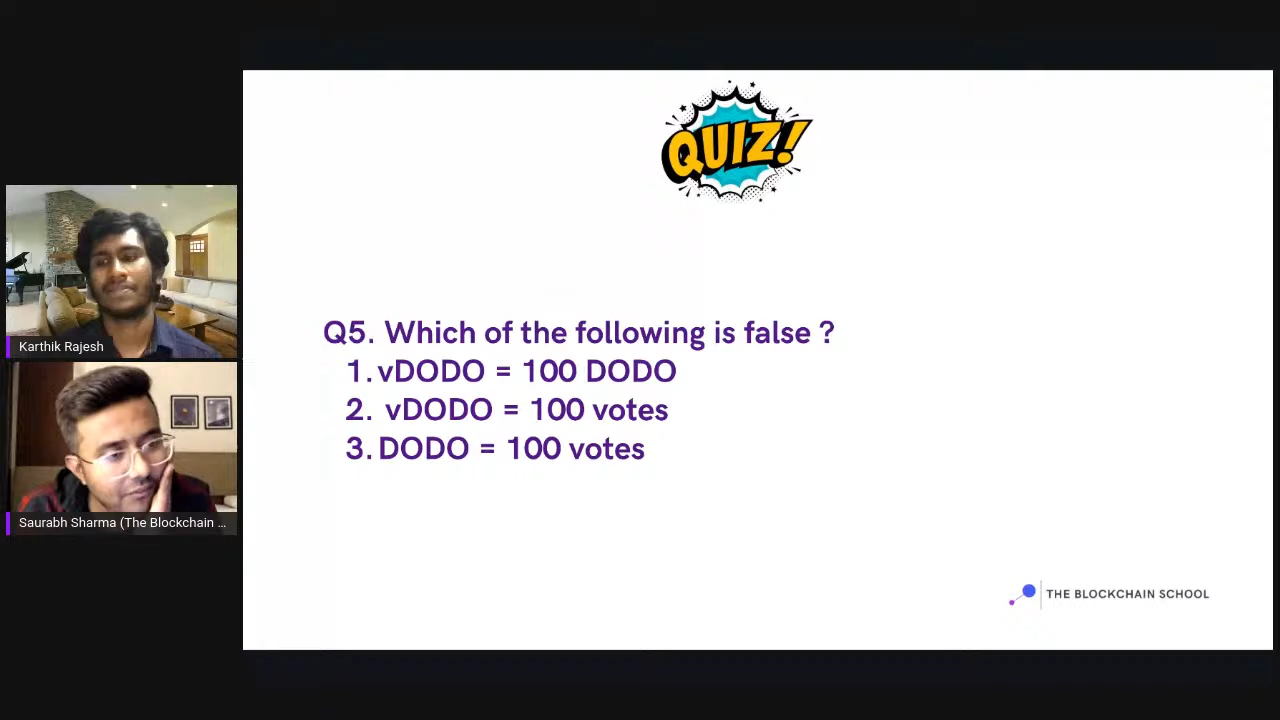 QUIZ!
Karthik Rajesh
Saurabh Sharma (The Blockchain ...
Q5. Which of the following is false ?
1. vDODO = 100 DODO
2. vDODO = 100 votes
3. DODO = 100 votes
THE BLOCKCHAIN SCHOOL